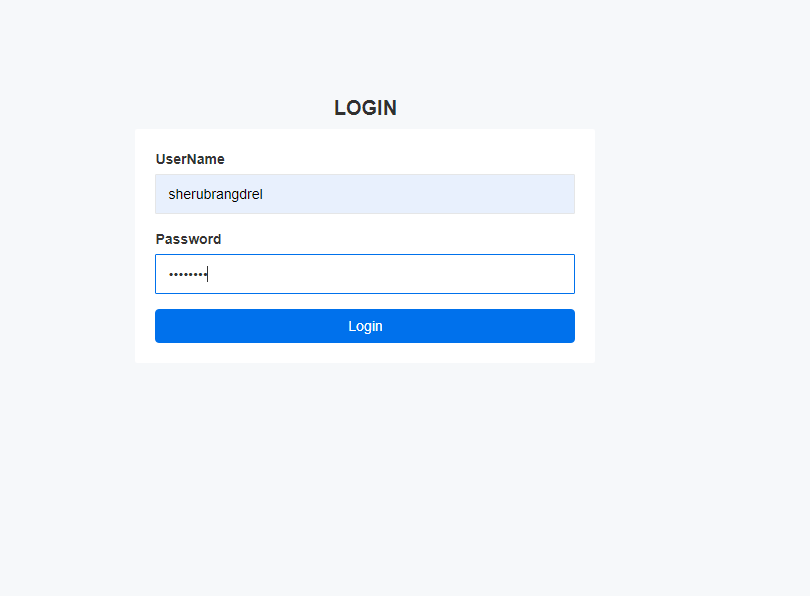 LOGIN
UserName
sherubrangdrel
Password
••••••••
Login